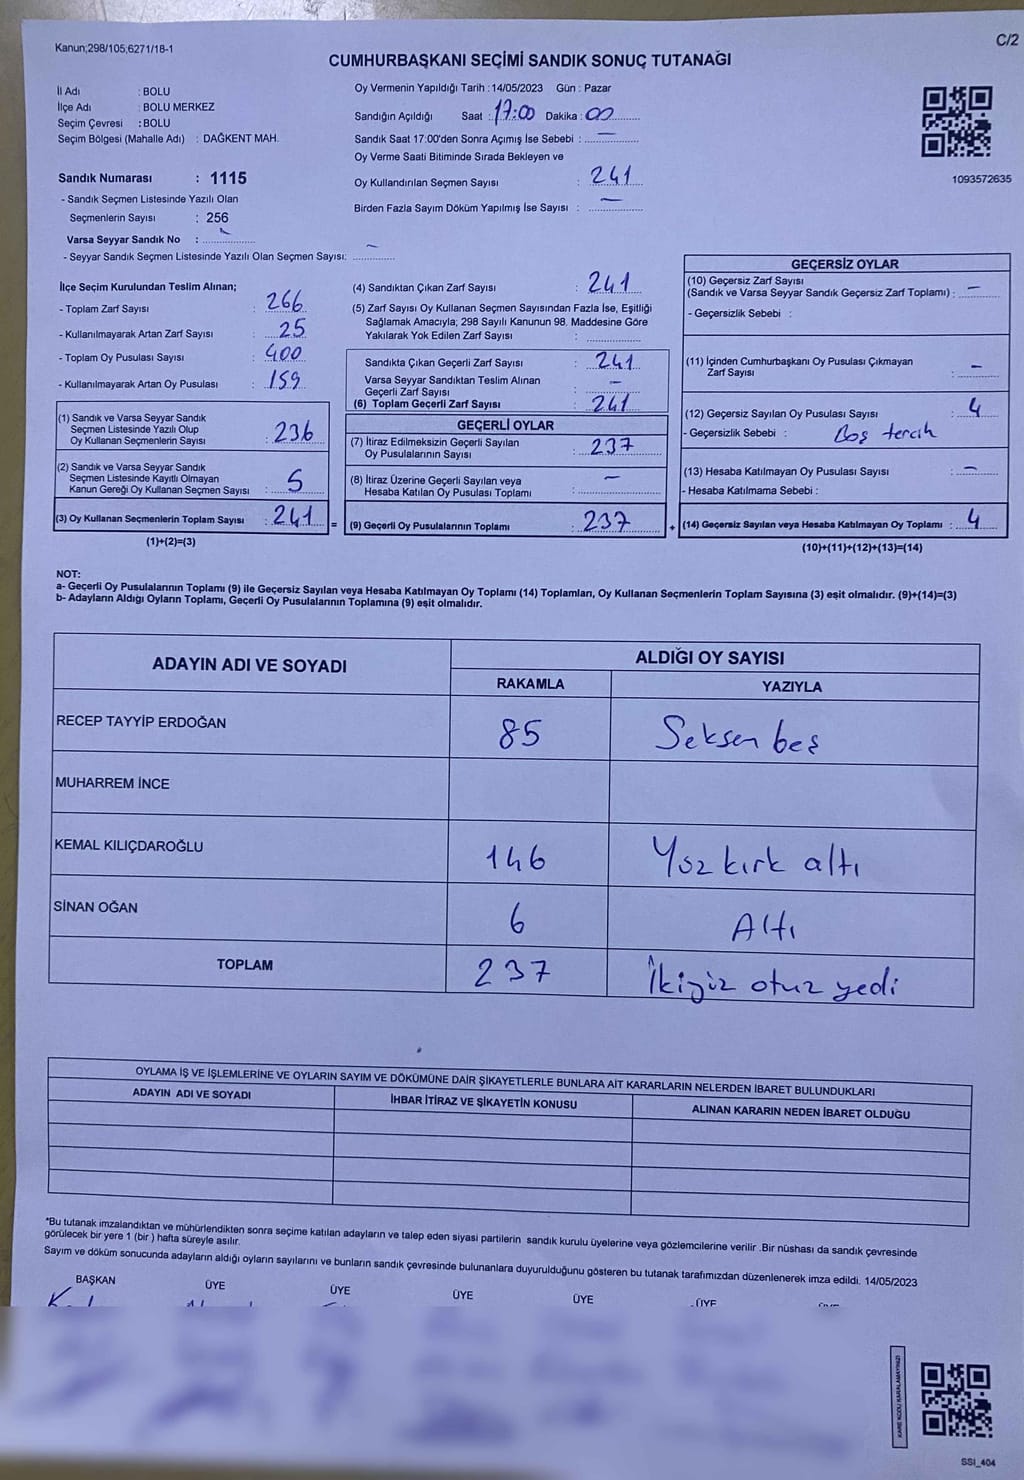 Kanun;298/105;6271/18-1
C/2
CUMHURBAŞKANI SEÇİMİ SANDIK SONUÇ TUTANAĞI
İl Adı : BOLU
İlçe Adı : BOLU MERKEZ
Seçim Çevresi : BOLU
Seçim Bölgesi (Mahalle Adı) : DAĞKENT MAH.
Sandık Numarası : 1115
- Sandık Seçmen Listesinde Yazılı Olan
Seçmenlerin Sayısı : 256
Varsa Seyyar Sandık No :
- Seyyar Sandık Seçmen Listesinde Yazılı Olan Seçmen Sayısı:
Oy Vermenin Yapıldığı Tarih : 14/05/2023 Gün : Pazar
Sandığın Açıldığı Saat : 17:00 Dakika : 00
Sandık Saat 17:00'den Sonra Açımış İse Sebebi : —
Oy Verme Saati Bitiminde Sırada Bekleyen ve
Oy Kullandırılan Seçmen Sayısı : 241
Birden Fazla Sayım Döküm Yapılmış İse Sayısı : —
1093572635
İlçe Seçim Kurulundan Teslim Alınan;
- Toplam Zarf Sayısı : 266
- Kullanılmayarak Artan Zarf Sayısı : 25
- Toplam Oy Pusulası Sayısı : 400
- Kullanılmayarak Artan Oy Pusulası : 159
(1) Sandık ve Varsa Seyyar Sandık
Seçmen Listesinde Yazılı Olup
Oy Kullanan Seçmenlerin Sayısı : 236
(2) Sandık ve Varsa Seyyar Sandık
Seçmen Listesinde Kayıtlı Olmayan
Kanun Gereği Oy Kullanan Seçmen Sayısı : 5
(3) Oy Kullanan Seçmenlerin Toplam Sayısı : 241 =
(1)+(2)=(3)
(4) Sandıktan Çıkan Zarf Sayısı : 241
(5) Zarf Sayısı Oy Kullanan Seçmen Sayısından Fazla İse, Eşitliği
Sağlamak Amacıyla; 298 Sayılı Kanunun 98. Maddesine Göre
Yakılarak Yok Edilen Zarf Sayısı :
Sandıkta Çıkan Geçerli Zarf Sayısı : 241
Varsa Seyyar Sandıktan Teslim Alınan
Geçerli Zarf Sayısı : —
(6) Toplam Geçerli Zarf Sayısı : 241
GEÇERLİ OYLAR
(7) İtiraz Edilmeksizin Geçerli Sayılan
Oy Pusulalarının Sayısı : 237
(8) İtiraz Üzerine Geçerli Sayılan veya
Hesaba Katılan Oy Pusulası Toplamı : —
(9) Geçerli Oy Pusulalarının Toplamı : 237 +
GEÇERSİZ OYLAR
(10) Geçersiz Zarf Sayısı
(Sandık ve Varsa Seyyar Sandık Geçersiz Zarf Toplamı) : —
- Geçersizlik Sebebi :
(11) İçinden Cumhurbaşkanı Oy Pusulası Çıkmayan
Zarf Sayısı : —
(12) Geçersiz Sayılan Oy Pusulası Sayısı : 4
- Geçersizlik Sebebi : Boş tercih
(13) Hesaba Katılmayan Oy Pusulası Sayısı : —
- Hesaba Katılmama Sebebi :
(14) Geçersiz Sayılan veya Hesaba Katılmayan Oy Toplamı : 4
(10)+(11)+(12)+(13)=(14)
NOT:
a- Geçerli Oy Pusulalarının Toplamı (9) ile Geçersiz Sayılan veya Hesaba Katılmayan Oy Toplamı (14) Toplamları, Oy Kullanan Seçmenlerin Toplam Sayısına (3) eşit olmalıdır. (9)+(14)=(3)
b- Adayların Aldığı Oyların Toplamı, Geçerli Oy Pusulalarının Toplamına (9) eşit olmalıdır.
ADAYIN ADI VE SOYADI
ALDIĞI OY SAYISI
RAKAMLA YAZIYLA
RECEP TAYYİP ERDOĞAN 85 Seksen beş
MUHARREM İNCE
KEMAL KILIÇDAROĞLU 146 Yüz kırk altı
SİNAN OĞAN 6 Altı
TOPLAM 237 İkiyüz otuz yedi
OYLAMA İŞ VE İŞLEMLERİNE VE OYLARIN SAYIM VE DÖKÜMÜNE DAİR ŞİKAYETLERLE BUNLARA AİT KARARLARIN NELERDEN İBARET BULUNDUKLARI
ADAYIN ADI VE SOYADI İHBAR İTİRAZ VE ŞİKAYETİN KONUSU ALINAN KARARIN NEDEN İBARET OLDUĞU
*Bu tutanak imzalandıktan ve mühürlendikten sonra seçime katılan adayların ve talep eden siyasi partilerin sandık kurulu üyelerine veya gözlemcilerine verilir .Bir nüshası da sandık çevresinde
görülecek bir yere 1 (bir ) hafta süreyle asılır.
Sayım ve döküm sonucunda adayların aldığı oyların sayılarını ve bunların sandık çevresinde bulunanlara duyurulduğunu gösteren bu tutanak tarafımızdan düzenlenerek imza edildi. 14/05/2023
BAŞKAN ÜYE ÜYE ÜYE ÜYE ÜYE
KARE KODU KARALAMAYINIZ!
SSI_404